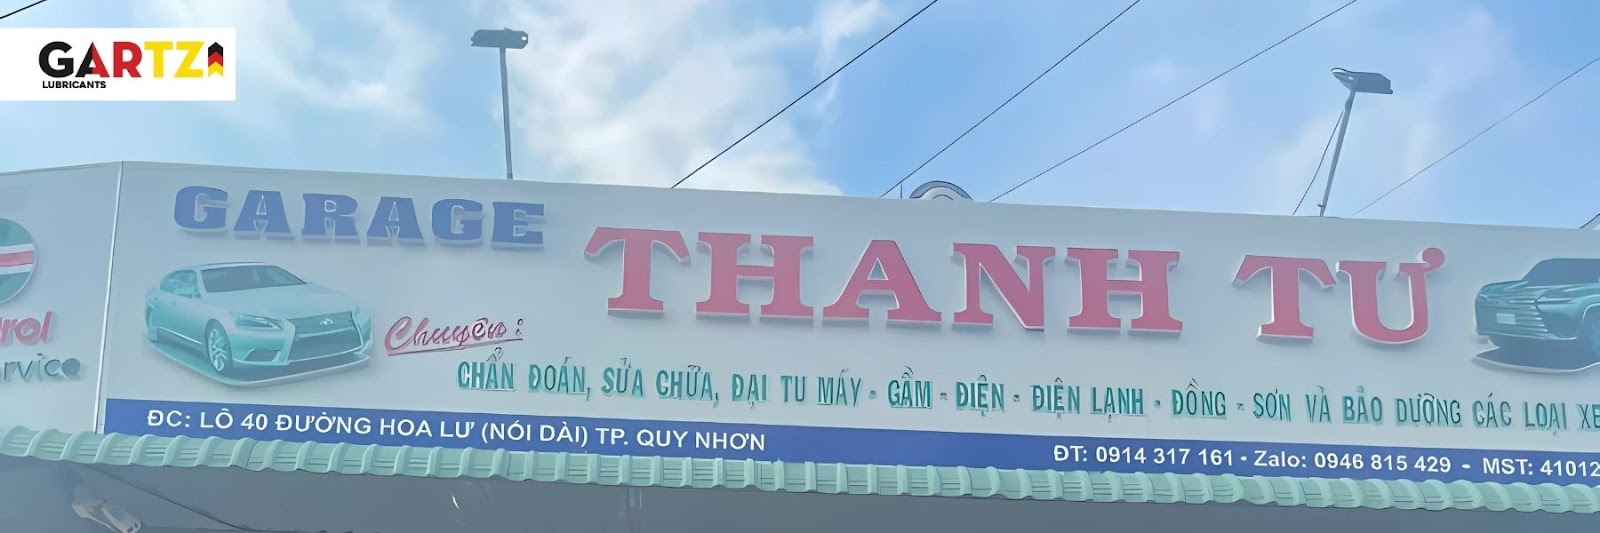 GARTZ
LUBRICANTS
GARAGE
THANH TƯ
Chuyên:
CHẨN ĐOÁN, SỬA CHỮA, ĐẠI TU MÁY - GẦM - ĐIỆN - ĐIỆN LẠNH - ĐỒNG - SƠN VÀ BẢO DƯỠNG CÁC LOẠI XE
ĐC: LÔ 40 ĐƯỜNG HOA LƯ (NỐI DÀI) TP. QUY NHƠN
ĐT: 0914 317 161 • Zalo: 0946 815 429 • MST: 41012